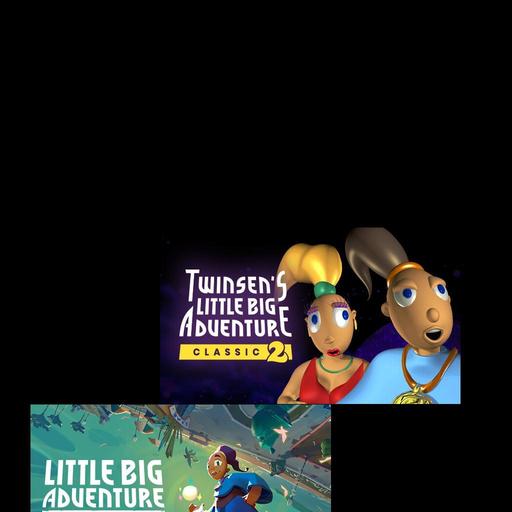 TWINSEN'S
LITTLE BIG
ADVENTURE
CLASSIC 2
LITTLE BIG
ADVENTURE